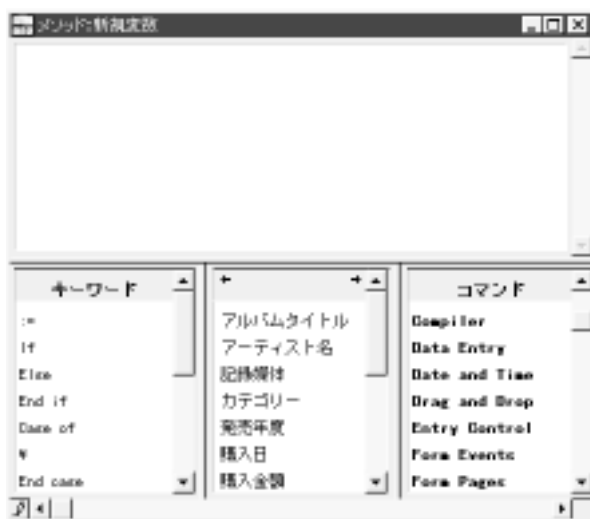 メソッド:新規変数
キーワード
:=
If
Else
End if
Case of
¥
End case
← →
アルバムタイトル
アーティスト名
記録媒体
カテゴリー
発売年度
購入日
購入金額
コマンド
Compiler
Data Entry
Date and Time
Drag and Drop
Entry Control
Form Events
Form Pages